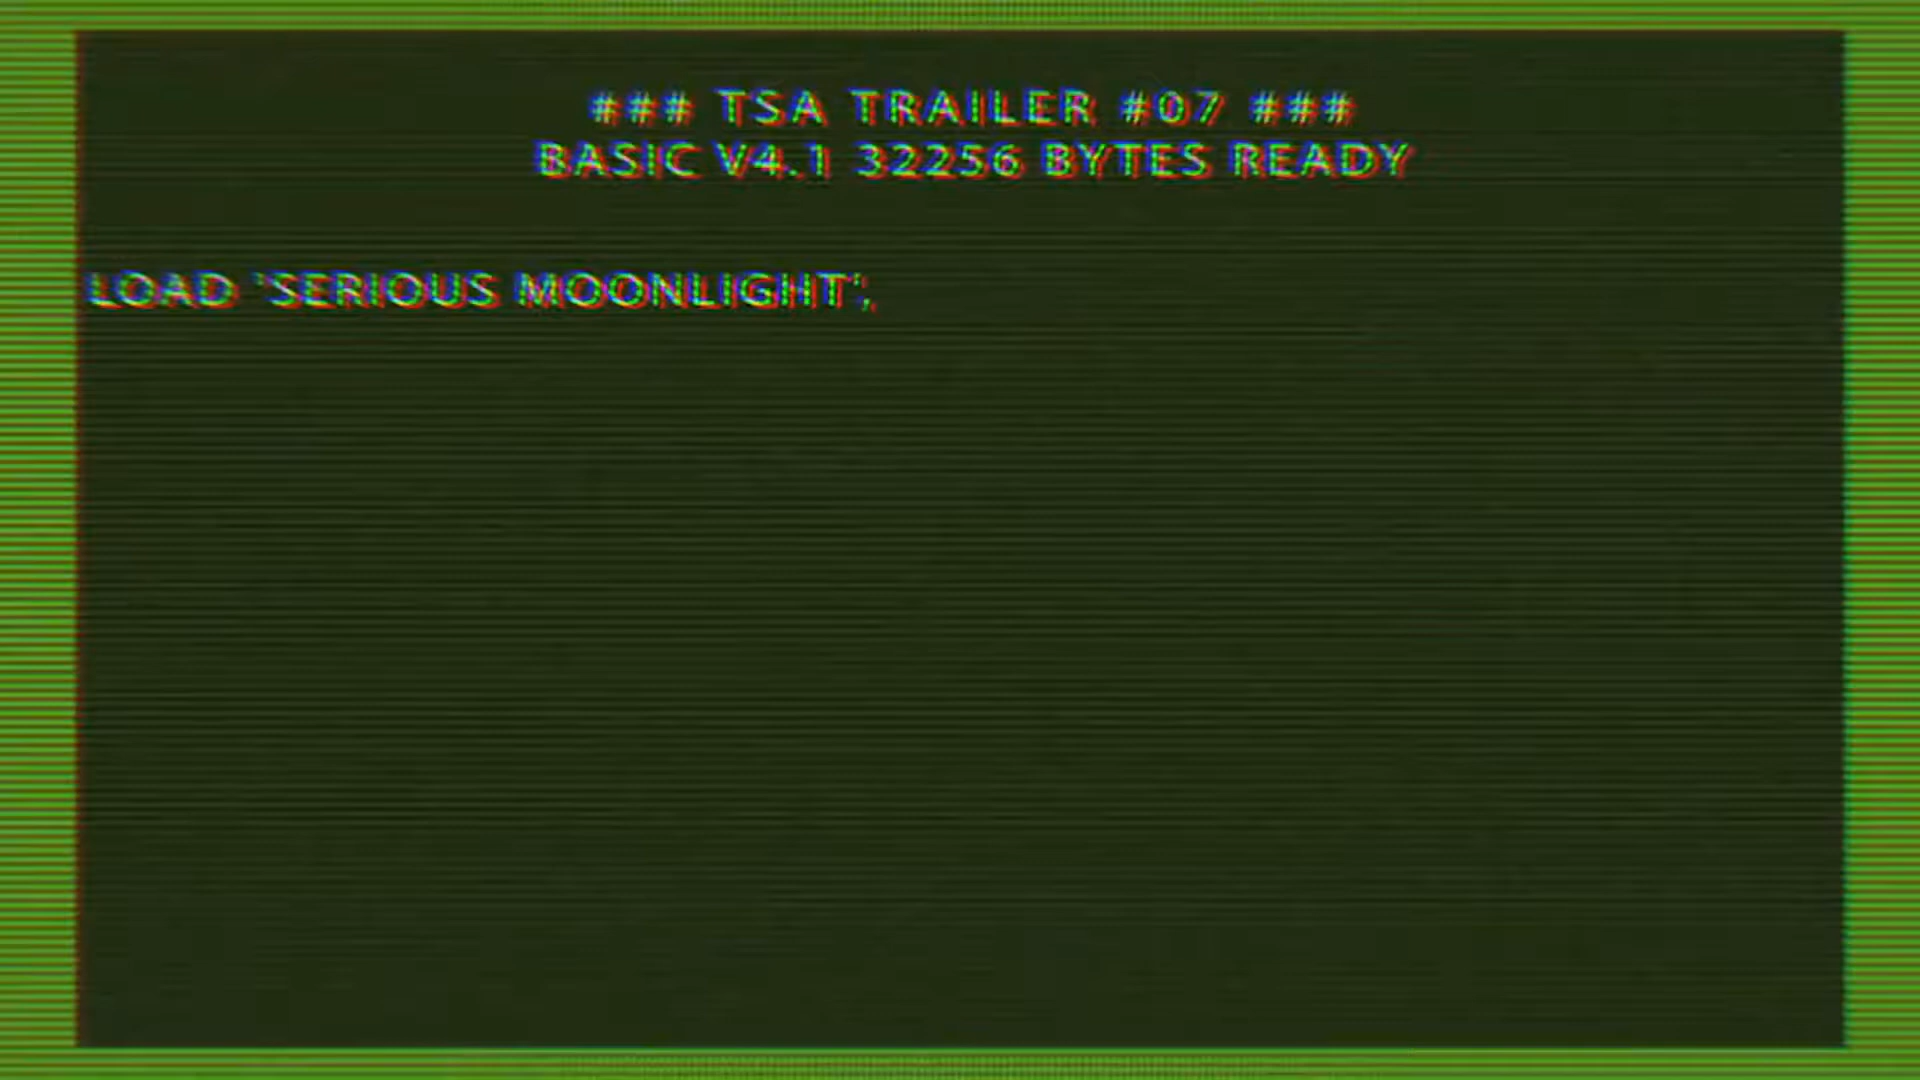 ### TSA TRAILER #07 ###
BASIC V4.1 32256 BYTES READY
LOAD 'SERIOUS MOONLIGHT';